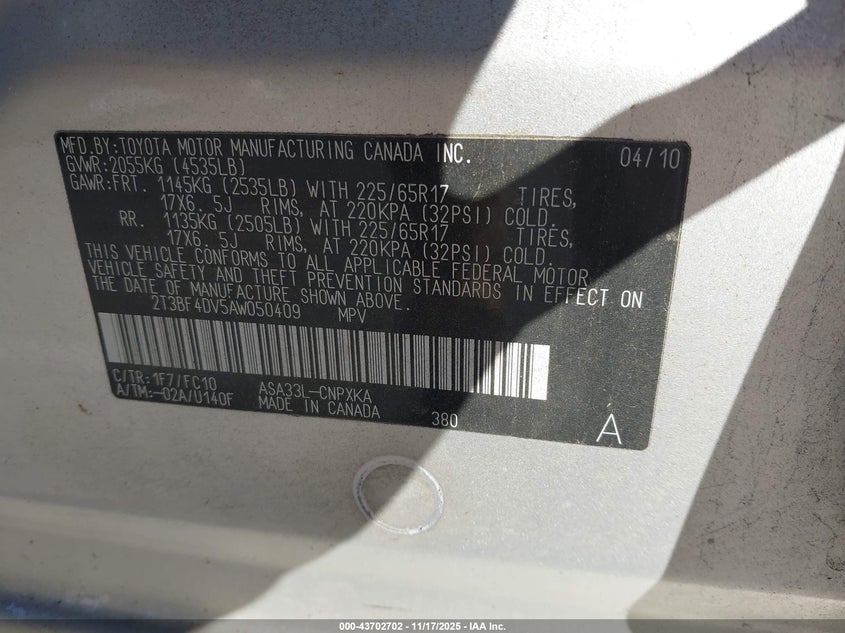 MFD.BY:TOYOTA MOTOR MANUFACTURING CANADA INC. 04/10
GVWR:2055KG (4535LB)
GAWR:FRT. 1145KG (2535LB) WITH 225/65R17 TIRES,
17X6. 5J RIMS, AT 220KPA (32PSI) COLD.
RR. 1135KG (2505LB) WITH 225/65R17 TIRES,
17X6. 5J RIMS, AT 220KPA (32PSI) COLD.
THIS VEHICLE CONFORMS TO ALL APPLICABLE FEDERAL MOTOR
VEHICLE SAFETY AND THEFT PREVENTION STANDARDS IN EFFECT ON
THE DATE OF MANUFACTURE SHOWN ABOVE.
2T3BF4DV5AW050409 MPV
C/TR:1F7/FC10 ASA33L-CNPXKA
A/TM:-02A/U140F MADE IN CANADA 380 A
000-43702702 - 11/17/2025 - IAA Inc.